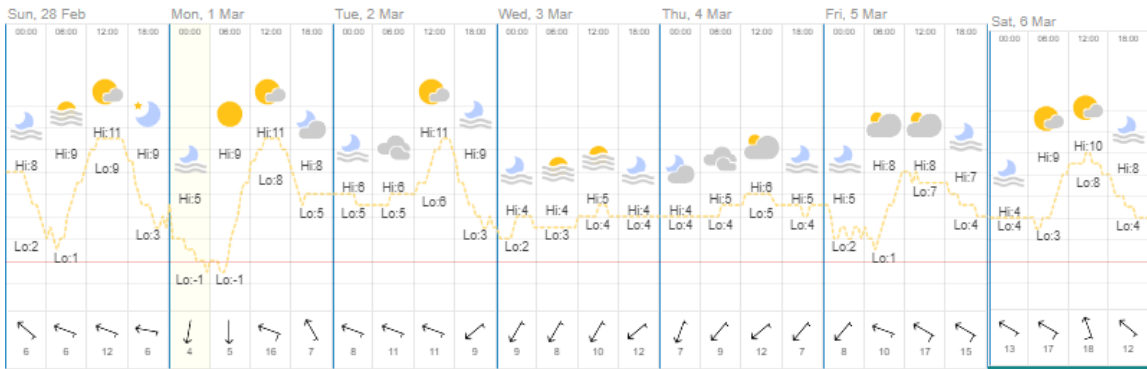 Sun, 28 Feb Mon, 1 Mar Tue, 2 Mar Wed, 3 Mar Thu, 4 Mar Fri, 5 Mar Sat, 6 Mar
00:00 06:00 12:00 18:00 00:00 06:00 12:00 18:00 00:00 06:00 12:00 18:00 00:00 06:00 12:00 18:00 00:00 06:00 12:00 18:00 00:00 06:00 12:00 18:00 00:00 06:00 12:00 18:00
Hi:8 Hi:9 Hi:11 Hi:9 Hi:5 Hi:9 Hi:11 Hi:8 Hi:6 Hi:6 Hi:11 Hi:9 Hi:4 Hi:4 Hi:5 Hi:4 Hi:4 Hi:5 Hi:6 Hi:5 Hi:5 Hi:8 Hi:8 Hi:7 Hi:4 Hi:9 Hi:10 Hi:8
Lo:2 Lo:1 Lo:9 Lo:3 Lo:-1 Lo:-1 Lo:8 Lo:5 Lo:5 Lo:5 Lo:6 Lo:3 Lo:2 Lo:3 Lo:4 Lo:4 Lo:4 Lo:4 Lo:5 Lo:4 Lo:2 Lo:1 Lo:7 Lo:4 Lo:4 Lo:3 Lo:8 Lo:4
6 6 12 6 4 5 16 7 8 11 11 9 9 8 10 12 7 9 12 7 8 10 17 15 13 17 18 12